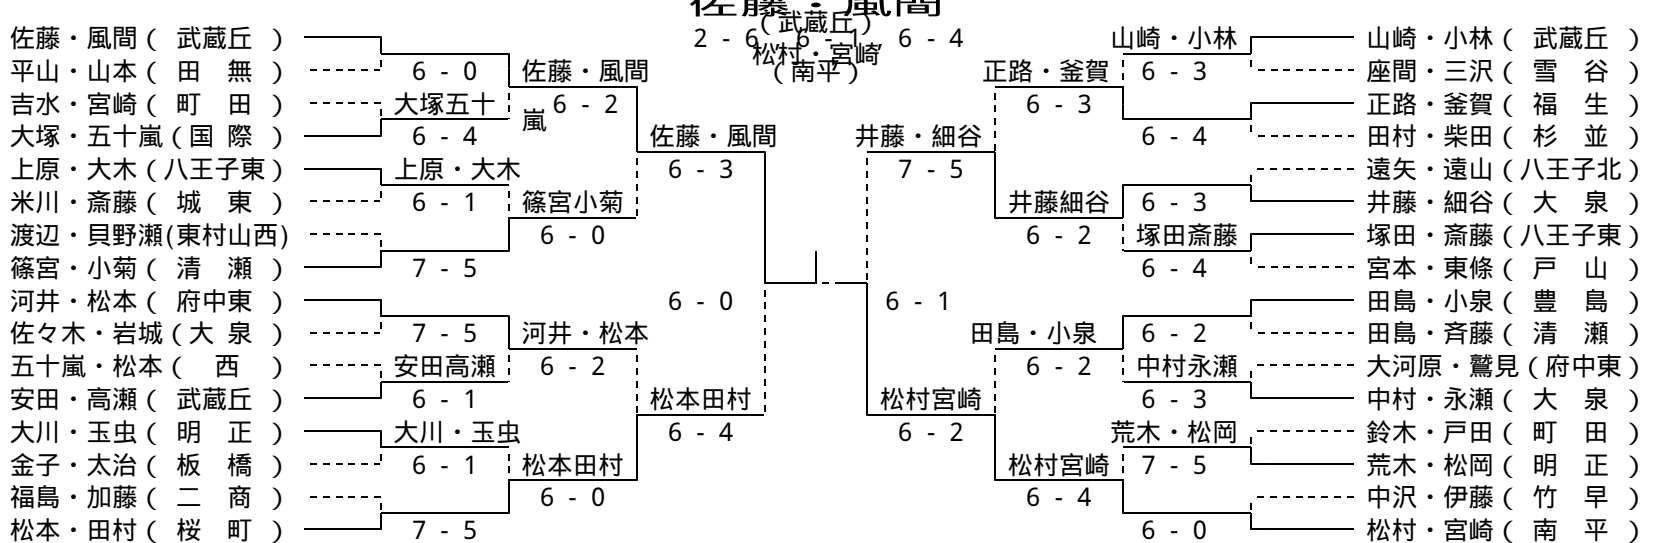 佐藤・風間
(武蔵丘)
2 - 6, 6 - 1, 6 - 4
松村・宮崎
(南平)
佐藤・風間 ( 武蔵丘 )
平山・山本 ( 田 無 )
吉水・宮崎 ( 町 田 )
大塚・五十嵐 ( 国 際 )
上原・大木 (八王子東 )
米川・斎藤 ( 城 東 )
渡辺・貝野瀬(東村山西)
篠宮・小菊 ( 清 瀬 )
河井・松本 ( 府中東 )
佐々木・岩城 ( 大 泉 )
五十嵐・松本 ( 西 )
安田・高瀬 ( 武蔵丘 )
大川・玉虫 ( 明 正 )
金子・太治 ( 板 橋 )
福島・加藤 ( 二 商 )
松本・田村 ( 桜 町 )
6 - 0
大塚五十
嵐
6 - 4
上原・大木
6 - 1
7 - 5
7 - 5
安田高瀬
6 - 1
大川・玉虫
6 - 1
7 - 5
佐藤・風間
6 - 2
篠宮小菊
6 - 0
河井・松本
6 - 2
松本田村
6 - 0
佐藤・風間
6 - 3
松本田村
6 - 4
6 - 0
6 - 1
井藤・細谷
7 - 5
松村宮崎
6 - 2
正路・釜賀
6 - 3
井藤細谷
6 - 2
田島・小泉
6 - 2
松村宮崎
6 - 4
山崎・小林
6 - 3
6 - 4
6 - 3
塚田斎藤
6 - 4
6 - 2
中村永瀬
6 - 3
荒木・松岡
7 - 5
6 - 0
山崎・小林 ( 武蔵丘 )
座間・三沢 ( 雪 谷 )
正路・釜賀 ( 福 生 )
田村・柴田 ( 杉 並 )
遠矢・遠山 (八王子北 )
井藤・細谷 ( 大 泉 )
塚田・斎藤 (八王子東 )
宮本・東條 ( 戸 山 )
田島・小泉 ( 豊 島 )
田島・斉藤 ( 清 瀬 )
大河原・鷲見 ( 府中東 )
中村・永瀬 ( 大 泉 )
鈴木・戸田 ( 町 田 )
荒木・松岡 ( 明 正 )
中沢・伊藤 ( 竹 早 )
松村・宮崎 ( 南 平 )